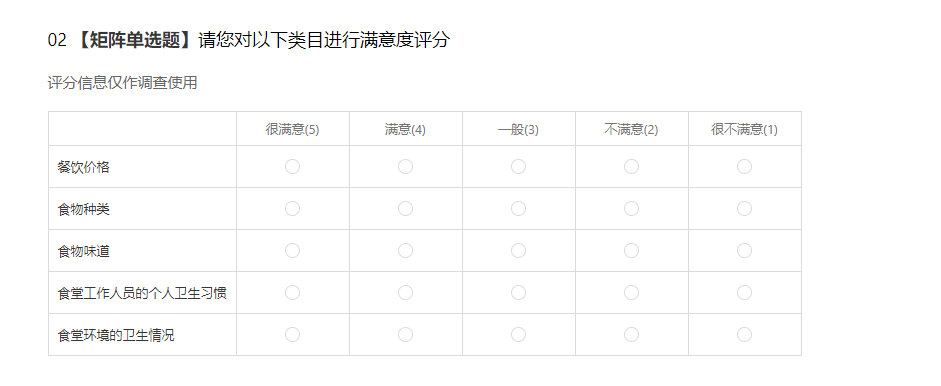 02 【矩阵单选题】请您对以下类目进行满意度评分
评分信息仅作调查使用
很满意(5) 满意(4) 一般(3) 不满意(2) 很不满意(1)
餐饮价格
食物种类
食物味道
食堂工作人员的个人卫生习惯
食堂环境的卫生情况